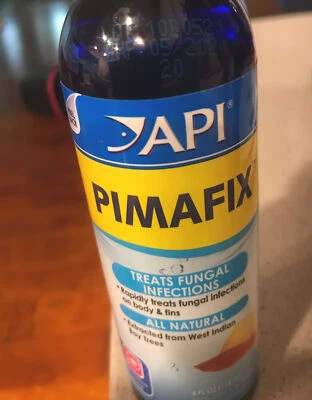 20
API®
PIMAFIX
TREATS FUNGAL
INFECTIONS
• Rapidly treats fungal infections
on body & fins
ALL NATURAL
• Extracted from West Indian
Bay trees